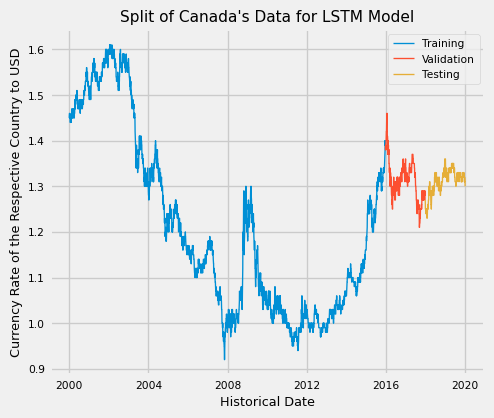 Split of Canada's Data for LSTM Model
Training
Validation
Testing
Currency Rate of the Respective Country to USD
1.6
1.5
1.4
1.3
1.2
1.1
1.0
0.9
2000 2004 2008 2012 2016 2020
Historical Date